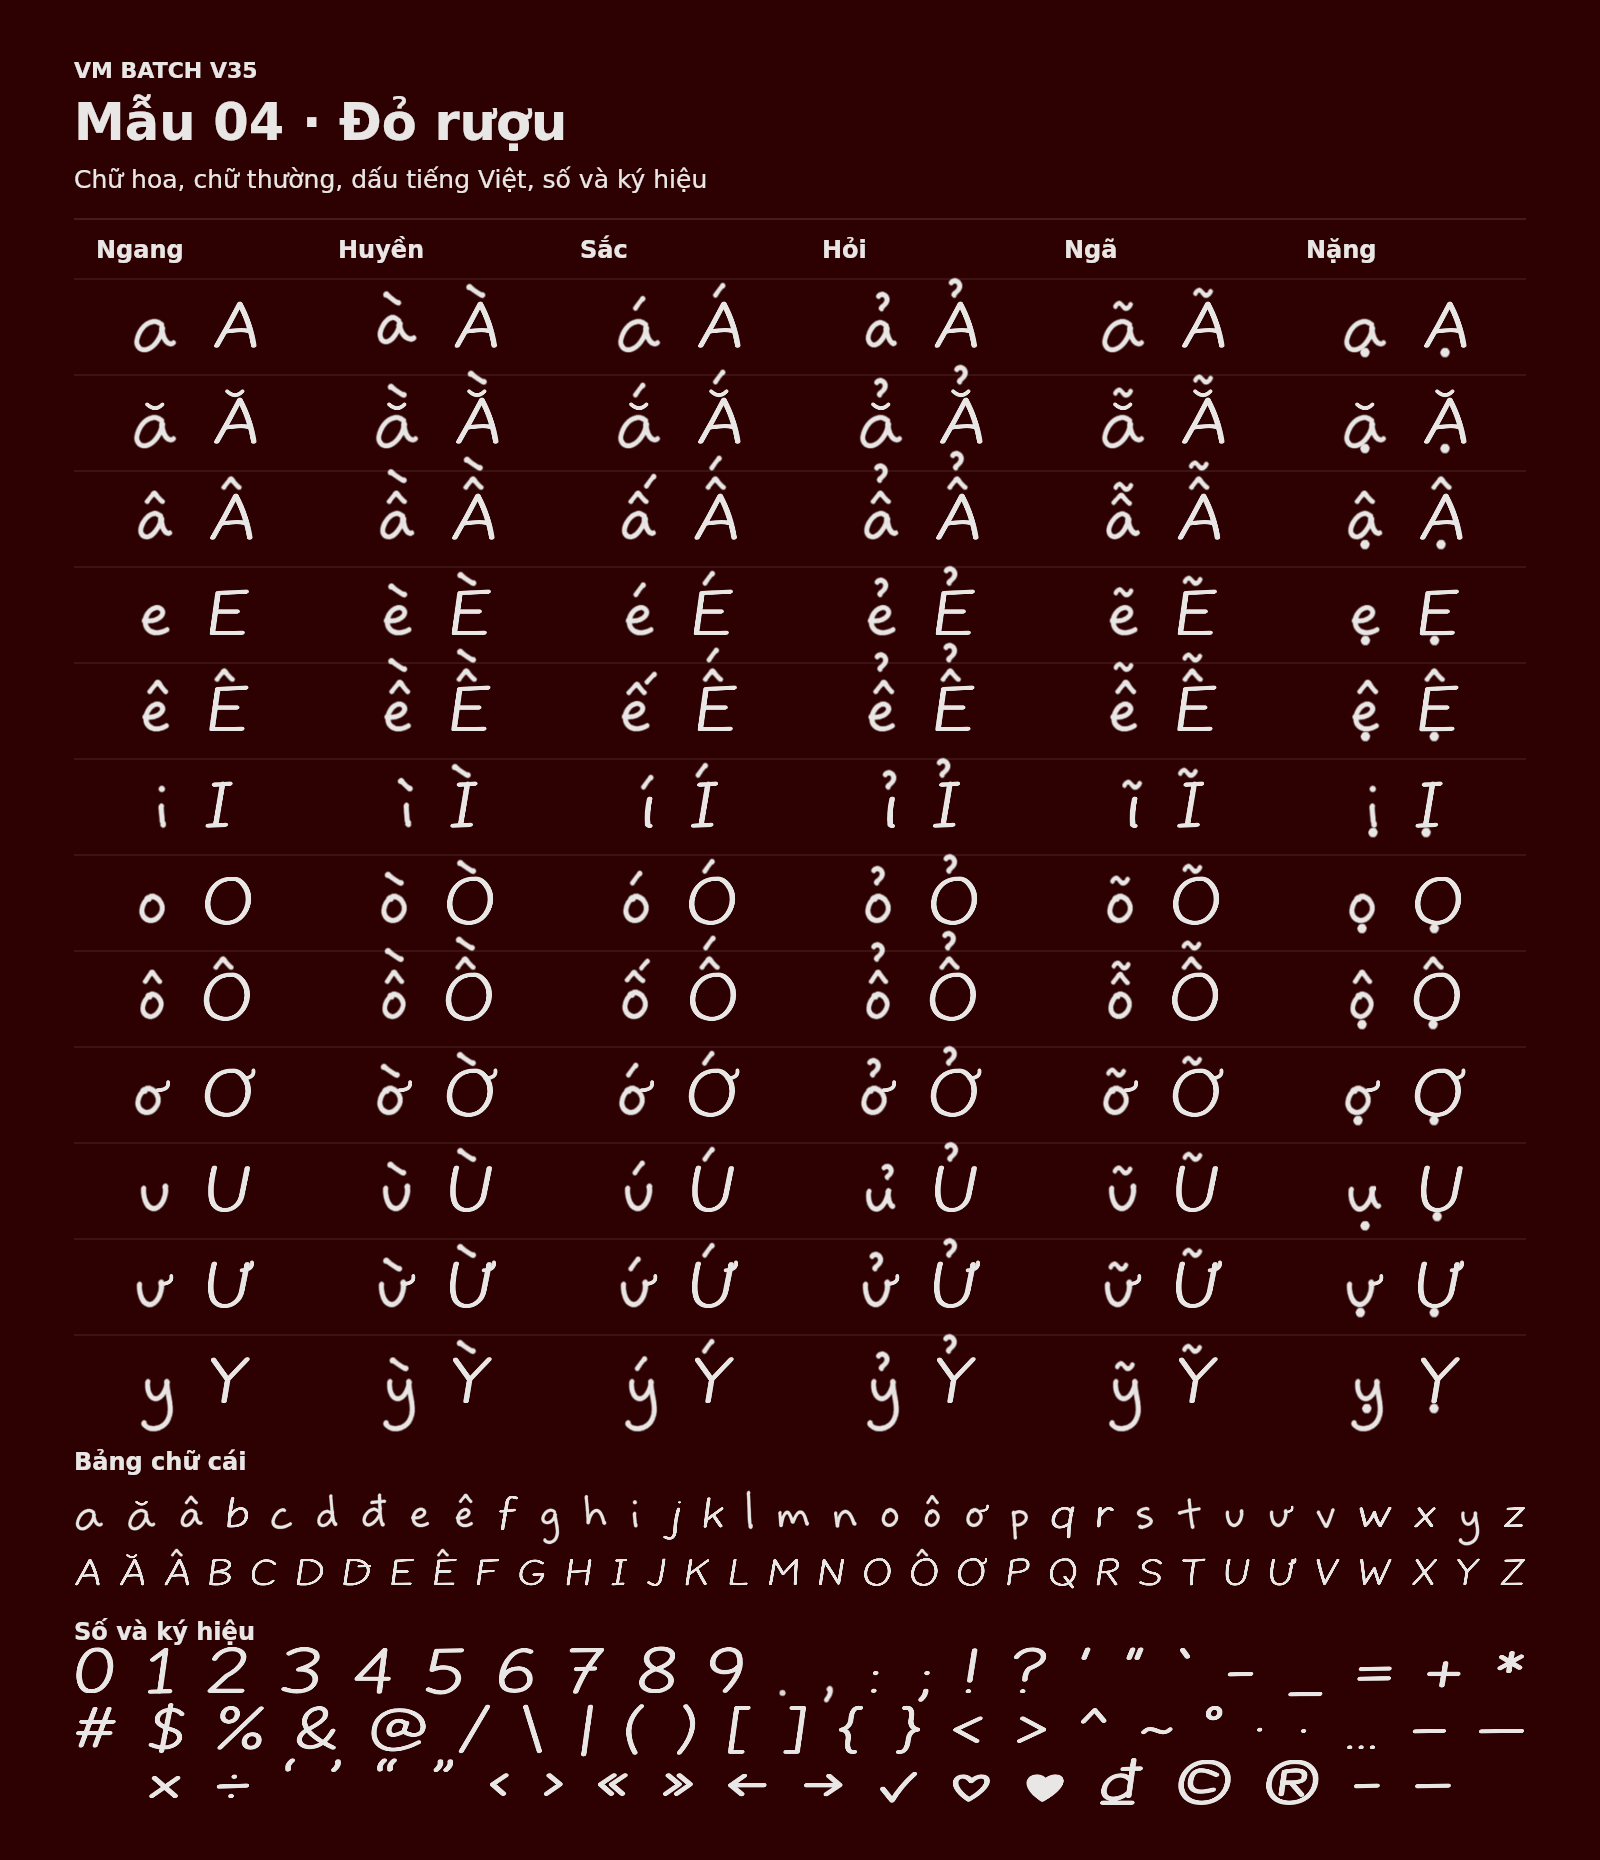 VM BATCH V35
Mẫu 04 · Đỏ rượu
Chữ hoa, chữ thường, dấu tiếng Việt, số và ký hiệu
Ngang Huyền Sắc Hỏi Ngã Nặng
a A à À á Á ả Ả ã Ã ạ Ạ
ă Ă ằ Ằ ắ Ắ ẳ Ẳ ẵ Ẵ ặ Ặ
â Â ầ Ầ ấ Ấ ẩ Ẩ ẫ Ẫ ậ Ậ
e E è È é É ẻ Ẻ ẽ Ẽ ẹ Ẹ
ê Ê ề Ề ế Ế ể Ể ễ Ễ ệ Ệ
i I ì Ì í Í ỉ Ỉ ĩ Ĩ ị Ị
o O ò Ò ó Ó ỏ Ỏ õ Õ ọ Ọ
ô Ô ồ Ồ ố Ố ổ Ổ ỗ Ỗ ộ Ộ
ơ Ơ ờ Ờ ớ Ớ ở Ở ỡ Ỡ ợ Ợ
u U ù Ù ú Ú ủ Ủ ũ Ũ ụ Ụ
ư Ư ừ Ừ ứ Ứ ử Ử ữ Ữ ự Ự
y Y ỳ Ỳ ý Ý ỷ Ỷ ỹ Ỹ ỵ Ỵ
Bảng chữ cái
a ă â b c d đ e ê f g h i j k l m n o ô ơ p q r s t u ư v w x y z
A Ă Â B C D Đ E Ê F G H I J K L M N O Ô Ơ P Q R S T U Ư V W X Y Z
Số và ký hiệu
0 1 2 3 4 5 6 7 8 9 . , : ; ! ? ' " ` - _ = + *
# $ % & @ / \ | ( ) [ ] { } < > ^ ~ ° · · … – —
× ÷ ‘ ’ “ ” ‹ › « » ← → ✓ ♡ ♥ ₫ © ® - –